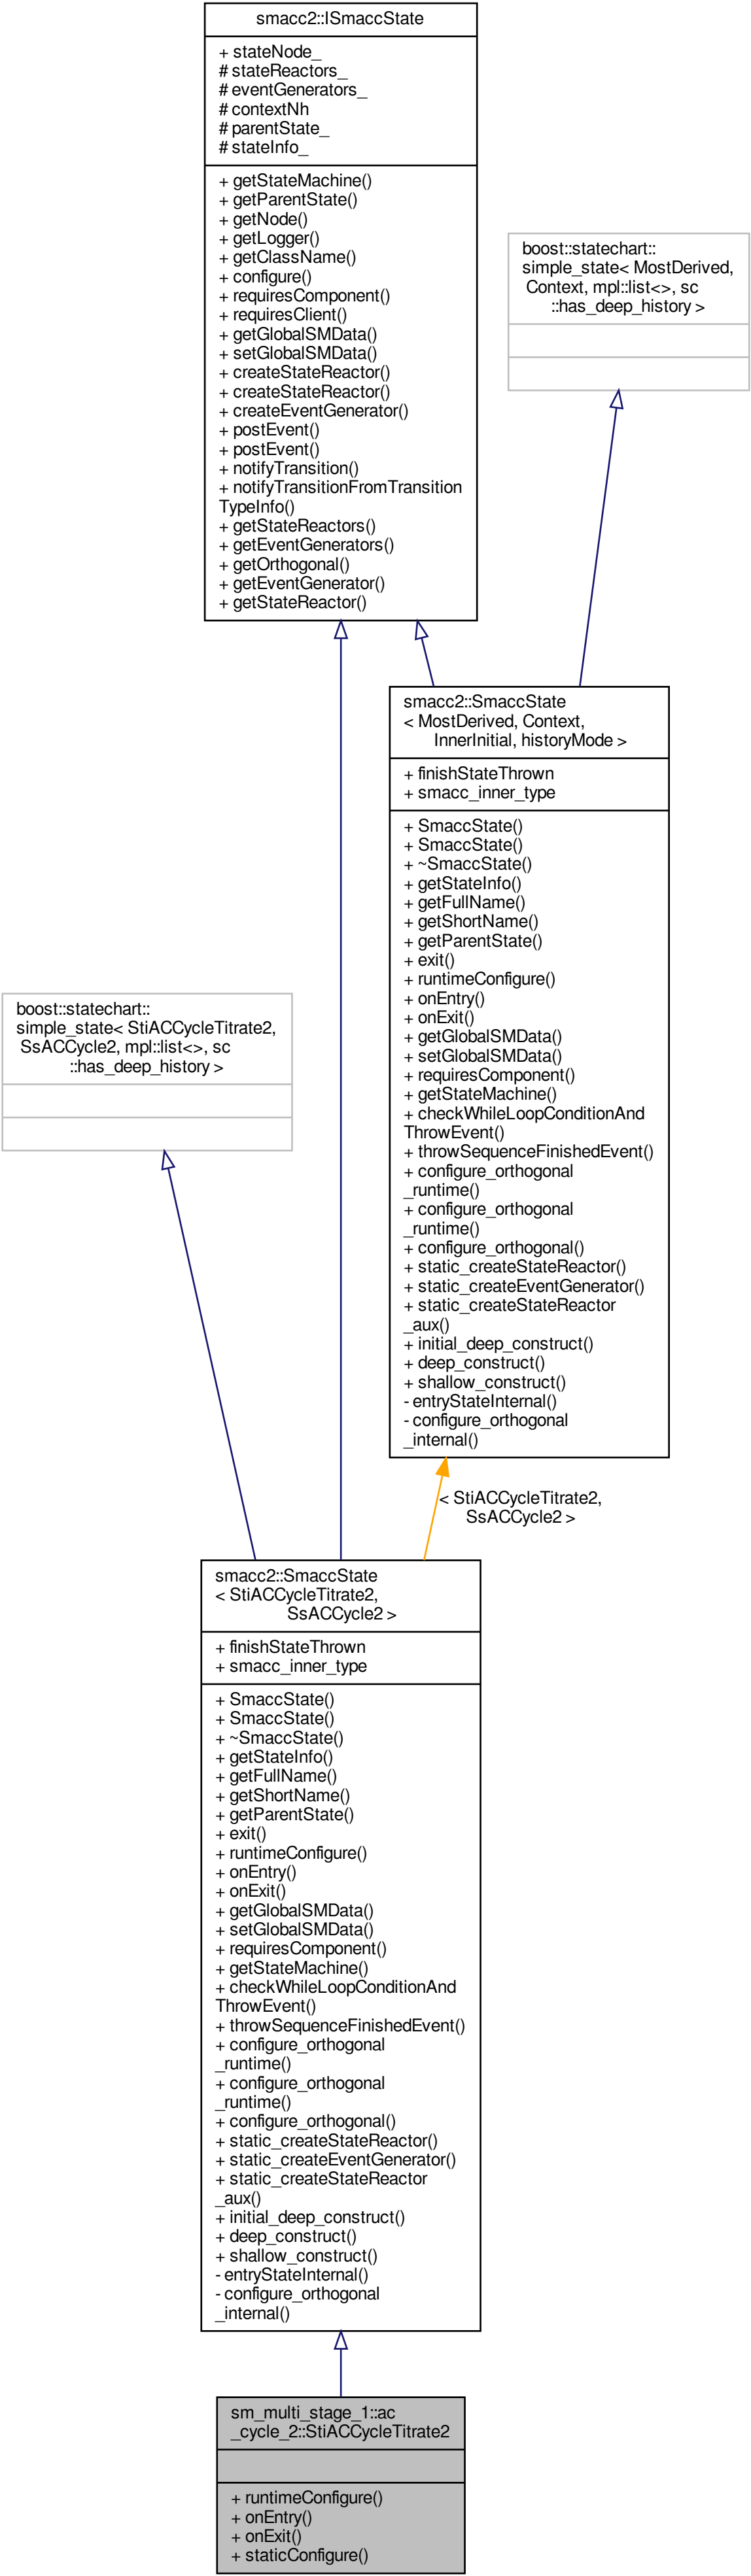 smacc2::ISmaccState
+ stateNode_
# stateReactors_
# eventGenerators_
# contextNh
# parentState_
# stateInfo_
+ getStateMachine()
+ getParentState()
+ getNode()
+ getLogger()
+ getClassName()
+ configure()
+ requiresComponent()
+ requiresClient()
+ getGlobalSMData()
+ setGlobalSMData()
+ createStateReactor()
+ createStateReactor()
+ createEventGenerator()
+ postEvent()
+ postEvent()
+ notifyTransition()
+ notifyTransitionFromTransition
TypeInfo()
+ getStateReactors()
+ getEventGenerators()
+ getOrthogonal()
+ getEventGenerator()
+ getStateReactor()
boost::statechart::
simple_state< MostDerived,
Context, mpl::list<>, sc
::has_deep_history >
smacc2::SmaccState
< MostDerived, Context,
InnerInitial, historyMode >
+ finishStateThrown
+ smacc_inner_type
+ SmaccState()
+ SmaccState()
+ ~SmaccState()
+ getStateInfo()
+ getFullName()
+ getShortName()
+ getParentState()
+ exit()
+ runtimeConfigure()
+ onEntry()
+ onExit()
+ getGlobalSMData()
+ setGlobalSMData()
+ requiresComponent()
+ getStateMachine()
+ checkWhileLoopConditionAnd
ThrowEvent()
+ throwSequenceFinishedEvent()
+ configure_orthogonal
_runtime()
+ configure_orthogonal
_runtime()
+ configure_orthogonal()
+ static_createStateReactor()
+ static_createEventGenerator()
+ static_createStateReactor
_aux()
+ initial_deep_construct()
+ deep_construct()
+ shallow_construct()
- entryStateInternal()
- configure_orthogonal
_internal()
boost::statechart::
simple_state< StiACCycleTitrate2,
SsACCycle2, mpl::list<>, sc
::has_deep_history >
< StiACCycleTitrate2,
SsACCycle2 >
smacc2::SmaccState
< StiACCycleTitrate2,
SsACCycle2 >
+ finishStateThrown
+ smacc_inner_type
+ SmaccState()
+ SmaccState()
+ ~SmaccState()
+ getStateInfo()
+ getFullName()
+ getShortName()
+ getParentState()
+ exit()
+ runtimeConfigure()
+ onEntry()
+ onExit()
+ getGlobalSMData()
+ setGlobalSMData()
+ requiresComponent()
+ getStateMachine()
+ checkWhileLoopConditionAnd
ThrowEvent()
+ throwSequenceFinishedEvent()
+ configure_orthogonal
_runtime()
+ configure_orthogonal
_runtime()
+ configure_orthogonal()
+ static_createStateReactor()
+ static_createEventGenerator()
+ static_createStateReactor
_aux()
+ initial_deep_construct()
+ deep_construct()
+ shallow_construct()
- entryStateInternal()
- configure_orthogonal
_internal()
sm_multi_stage_1::ac
_cycle_2::StiACCycleTitrate2
+ runtimeConfigure()
+ onEntry()
+ onExit()
+ staticConfigure()